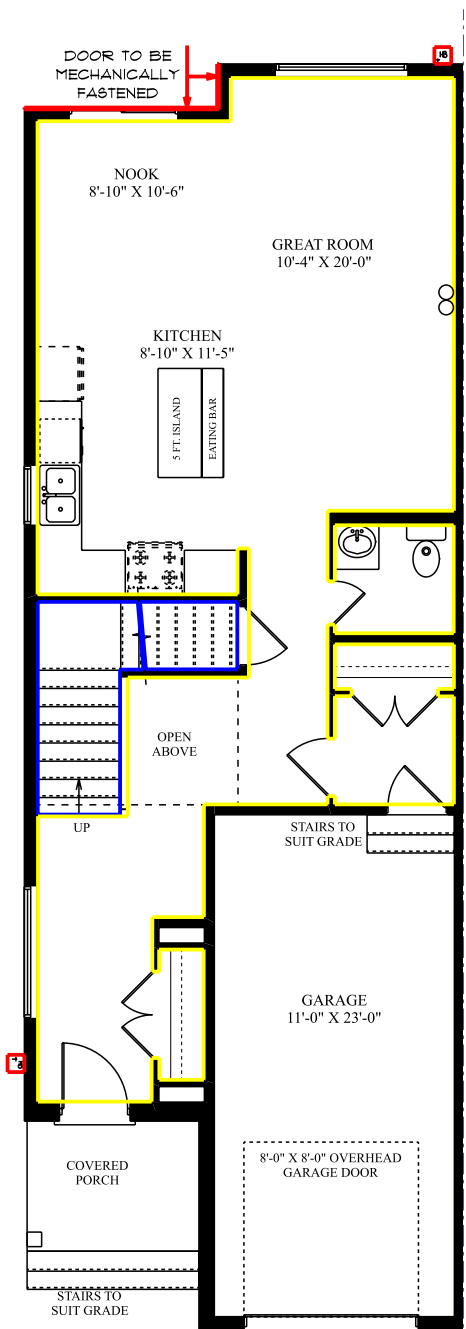 DOOR TO BE
MECHANICALLY
FASTENED
HB
NOOK
8'-10" X 10'-6"
GREAT ROOM
10'-4" X 20'-0"
KITCHEN
8'-10" X 11'-5"
5 FT. ISLAND
EATING BAR
OPEN
ABOVE
UP
STAIRS TO
SUIT GRADE
GARAGE
11'-0" X 23'-0"
8'-0" X 8'-0" OVERHEAD
GARAGE DOOR
COVERED
PORCH
STAIRS TO
SUIT GRADE